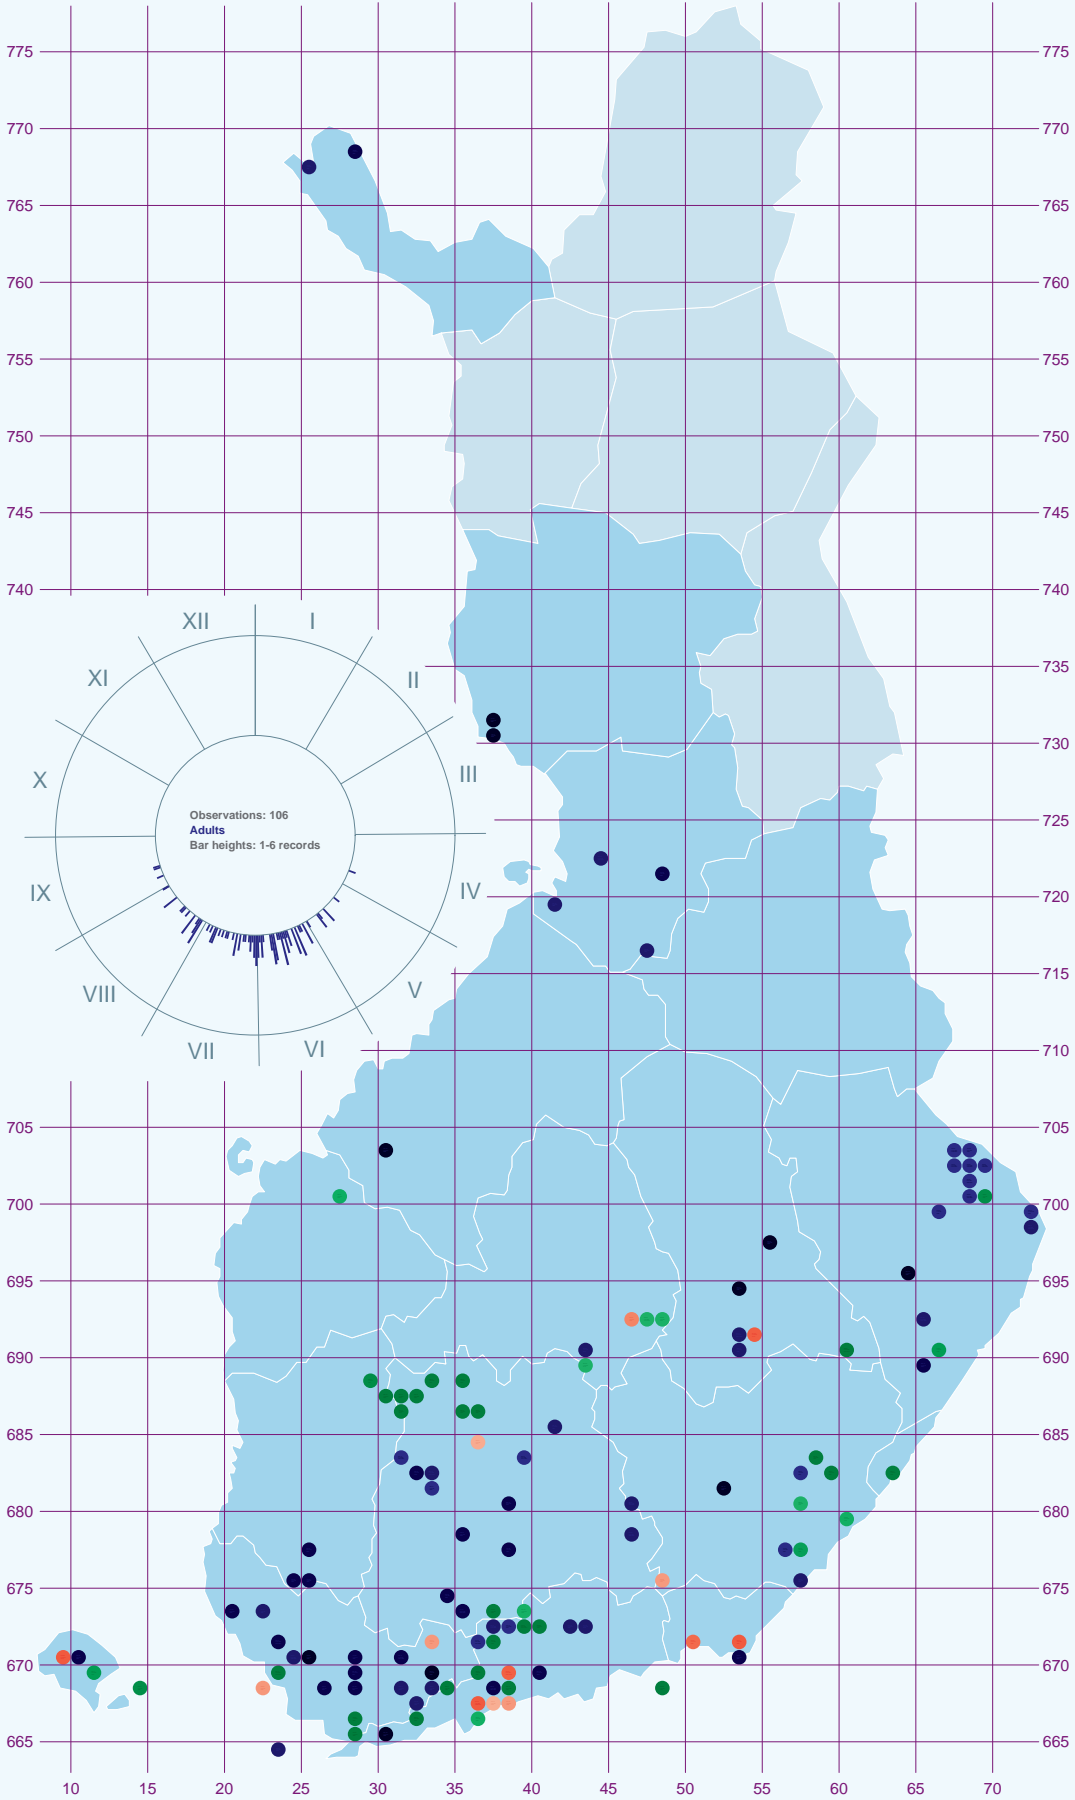 775 775
770 770
765 765
760 760
755 755
750 750
745 745
740 740
XII I
735 735
XI II
730 730
X III
725 725
Observations: 106
Adults
Bar heights: 1-6 records
IX IV
720 720
VIII V
715 715
VII VI
710 710
705 705
700 700
695 695
690 690
685 685
680 680
675 675
670 670
665 665
10 15 20 25 30 35 40 45 50 55 60 65 70